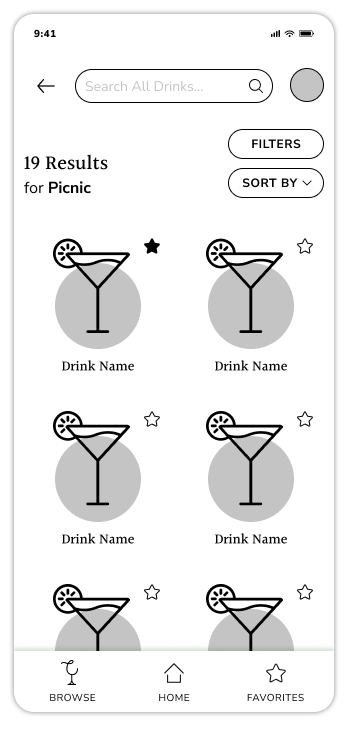 9:41
Search All Drinks...
FILTERS
19 Results
for Picnic
SORT BY
Drink Name
Drink Name
Drink Name
Drink Name
BROWSE
HOME
FAVORITES